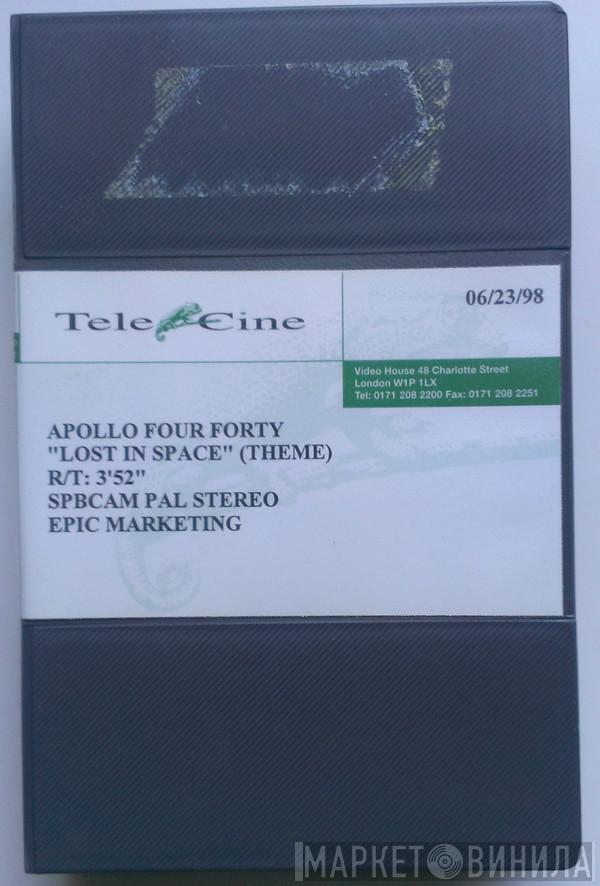 Tele Cine
06/23/98
Video House 48 Charlotte Street
London W1P 1LX
Tel: 0171 208 2200 Fax: 0171 208 2251
APOLLO FOUR FORTY
"LOST IN SPACE" (THEME)
R/T: 3'52"
SPBCAM PAL STEREO
EPIC MARKETING
МАРКЕТ ВИНИЛА